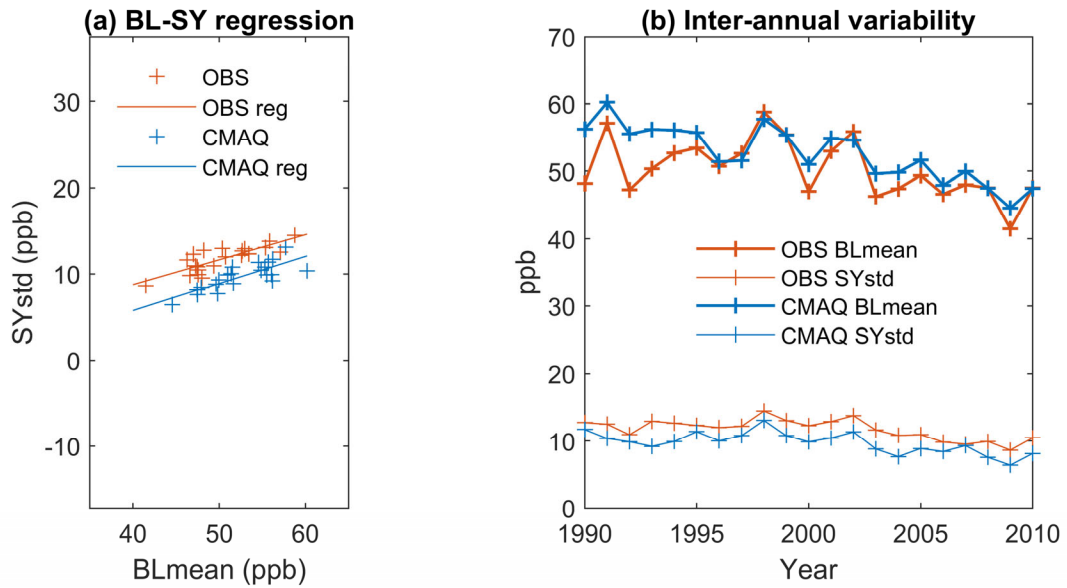 (a) BL-SY regression
SYstd (ppb)
30
20
10
0
-10
OBS
OBS reg
CMAQ
CMAQ reg
40 50 60
BLmean (ppb)
(b) Inter-annual variability
ppb
70
60
50
40
30
20
10
0
OBS BLmean
OBS SYstd
CMAQ BLmean
CMAQ SYstd
1990 1995 2000 2005 2010
Year